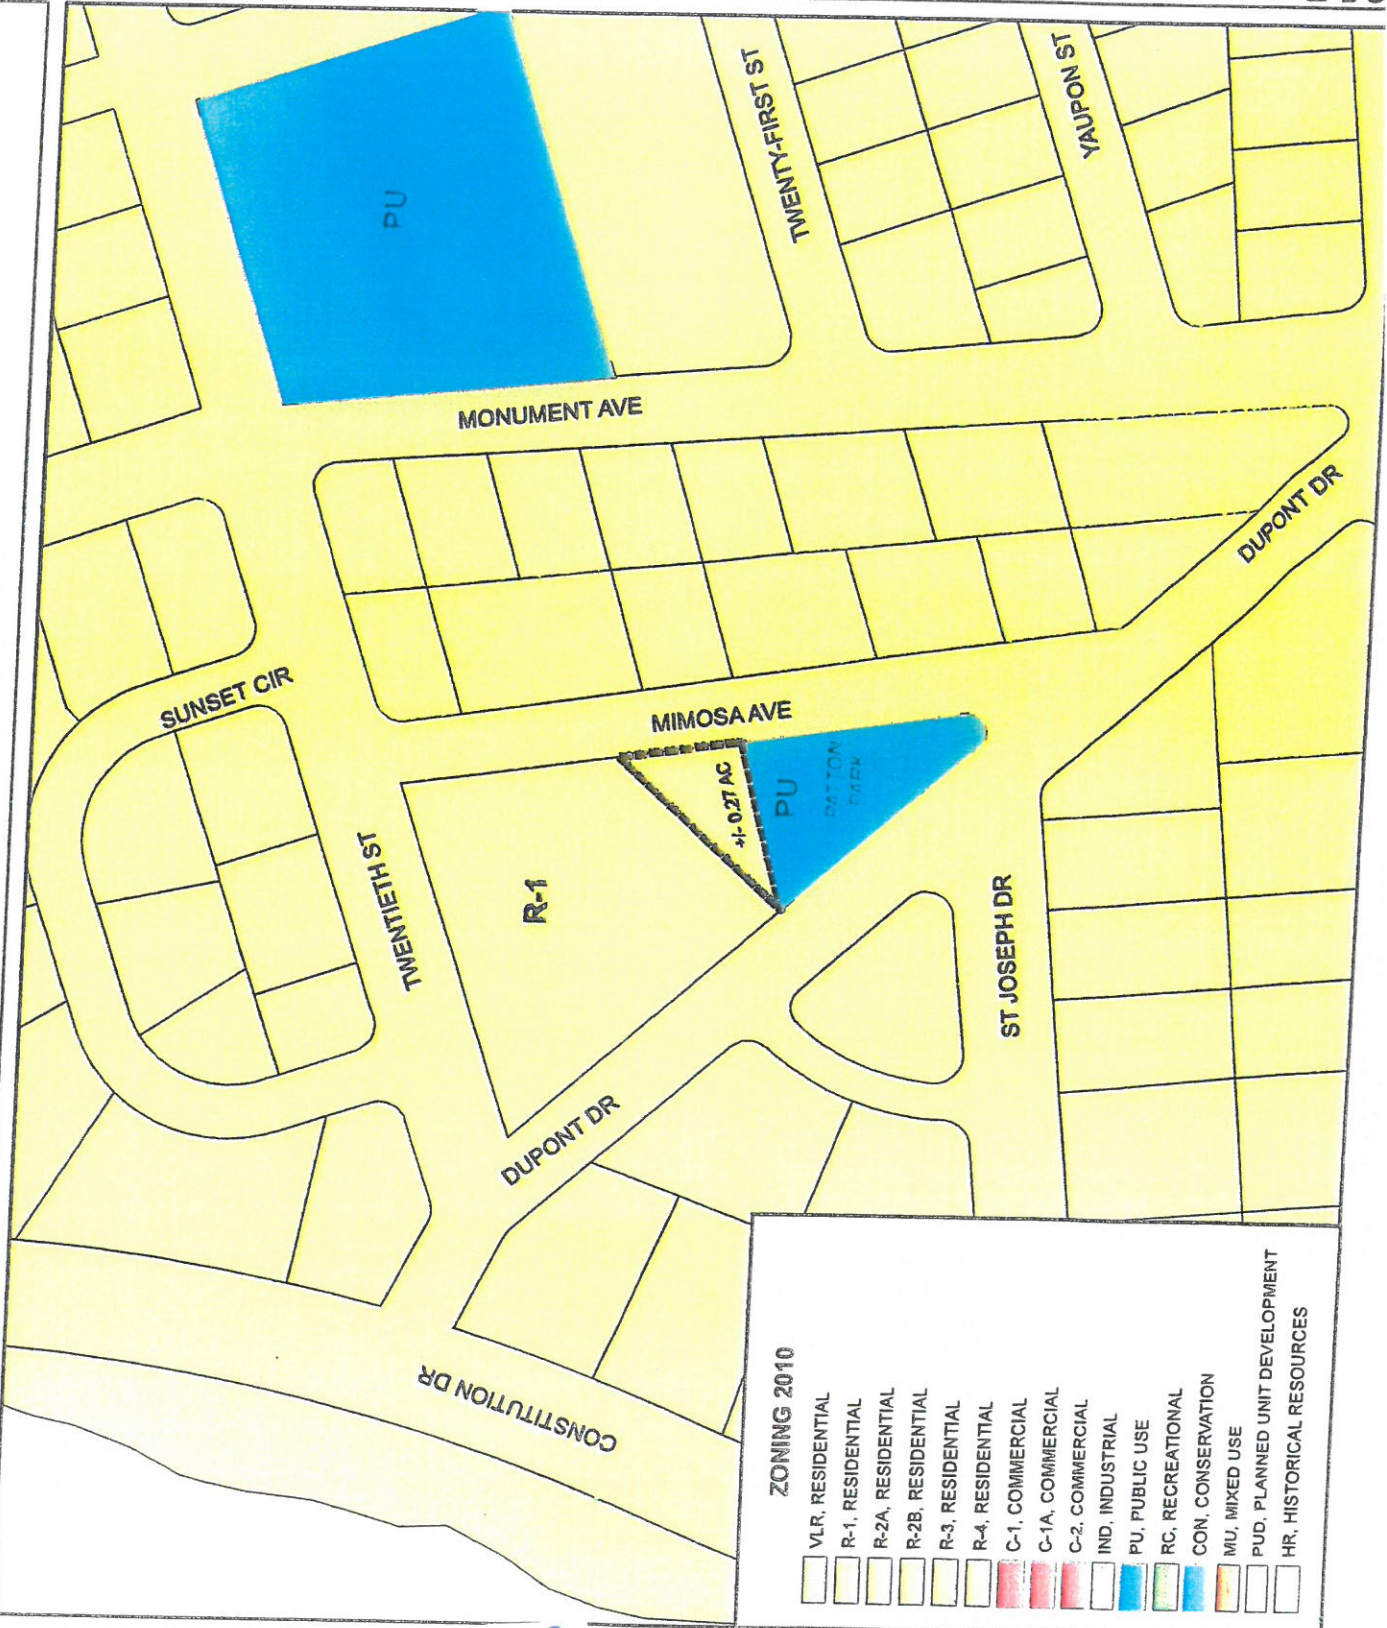 PU
TWENTY-FIRST ST
YAUPON ST
MONUMENT AVE
DUPONT DR
SUNSET CIR
MIMOSA AVE
+/- 0.27 AC
PU
PATTON
PARK
TWENTIETH ST
R-1
ST JOSEPH DR
DUPONT DR
CONSTITUTION DR
ZONING 2010
VLR, RESIDENTIAL
R-1, RESIDENTIAL
R-2A, RESIDENTIAL
R-2B, RESIDENTIAL
R-3, RESIDENTIAL
R-4, RESIDENTIAL
C-1, COMMERCIAL
C-1A, COMMERCIAL
C-2, COMMERCIAL
IND, INDUSTRIAL
PU, PUBLIC USE
RC, RECREATIONAL
CON, CONSERVATION
MU, MIXED USE
PUD, PLANNED UNIT DEVELOPMENT
HR, HISTORICAL RESOURCES